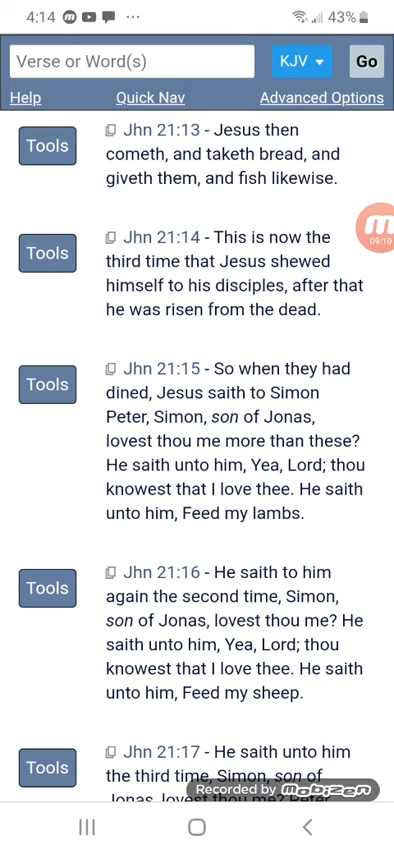 4:14 43%
Verse or Word(s) KJV Go
Help Quick Nav Advanced Options
Tools Jhn 21:13 - Jesus then
cometh, and taketh bread, and
giveth them, and fish likewise.
Tools Jhn 21:14 - This is now the
third time that Jesus shewed
himself to his disciples, after that
he was risen from the dead.
09:10
Tools Jhn 21:15 - So when they had
dined, Jesus saith to Simon
Peter, Simon, son of Jonas,
lovest thou me more than these?
He saith unto him, Yea, Lord; thou
knowest that I love thee. He saith
unto him, Feed my lambs.
Tools Jhn 21:16 - He saith to him
again the second time, Simon,
son of Jonas, lovest thou me? He
saith unto him, Yea, Lord; thou
knowest that I love thee. He saith
unto him, Feed my sheep.
Tools Jhn 21:17 - He saith unto him
the third time, Simon, son of
Jonas, lovest thou me? Peter
Recorded by mobizen